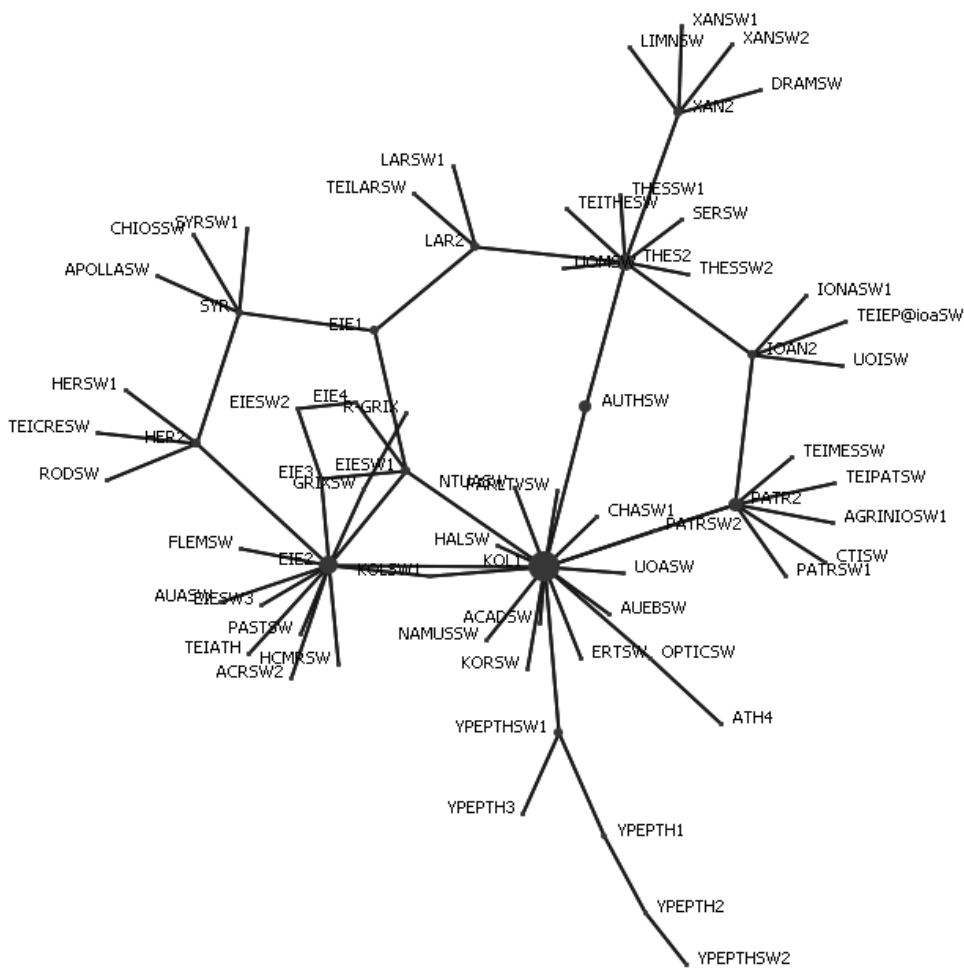 XANSW1
LIMNSW
XANSW2
DRAMSW
XAN2
LARSW1
TEILARSW
THESSW1
TEITHESW
SERSW
CHIOSSW
SYRSW1
LAR2
THES2
UOMSW
THESSW2
APOLLASW
IONASW1
SYR
TEIEP@ioaSW
EIE1
IOAN2
UOISW
HERSW1
EIE4
EIESW2
R-GRIX
AUTHSW
TEICRESW
HER2
TEIMESSW
RODSW
EIE3
EIESW1
GRIXSW
NTUASW
PARLTVSW
TEIPATSW
PATR2
CHASW1
PATRSW2
AGRINIOSW1
FLEMSW
HALSW
EIE2
KOL1
CTISW
KOLSW1
UOASW
PATRSW1
AUASW
EIESW3
AUEBSW
ACADSW
PASTSW
NAMUSSW
TEIATH
HCMRSW
ERTSW
OPTICSW
ACRSW2
KORSW
ATH4
YPEPTHSW1
YPEPTH3
YPEPTH1
YPEPTH2
YPEPTHSW2